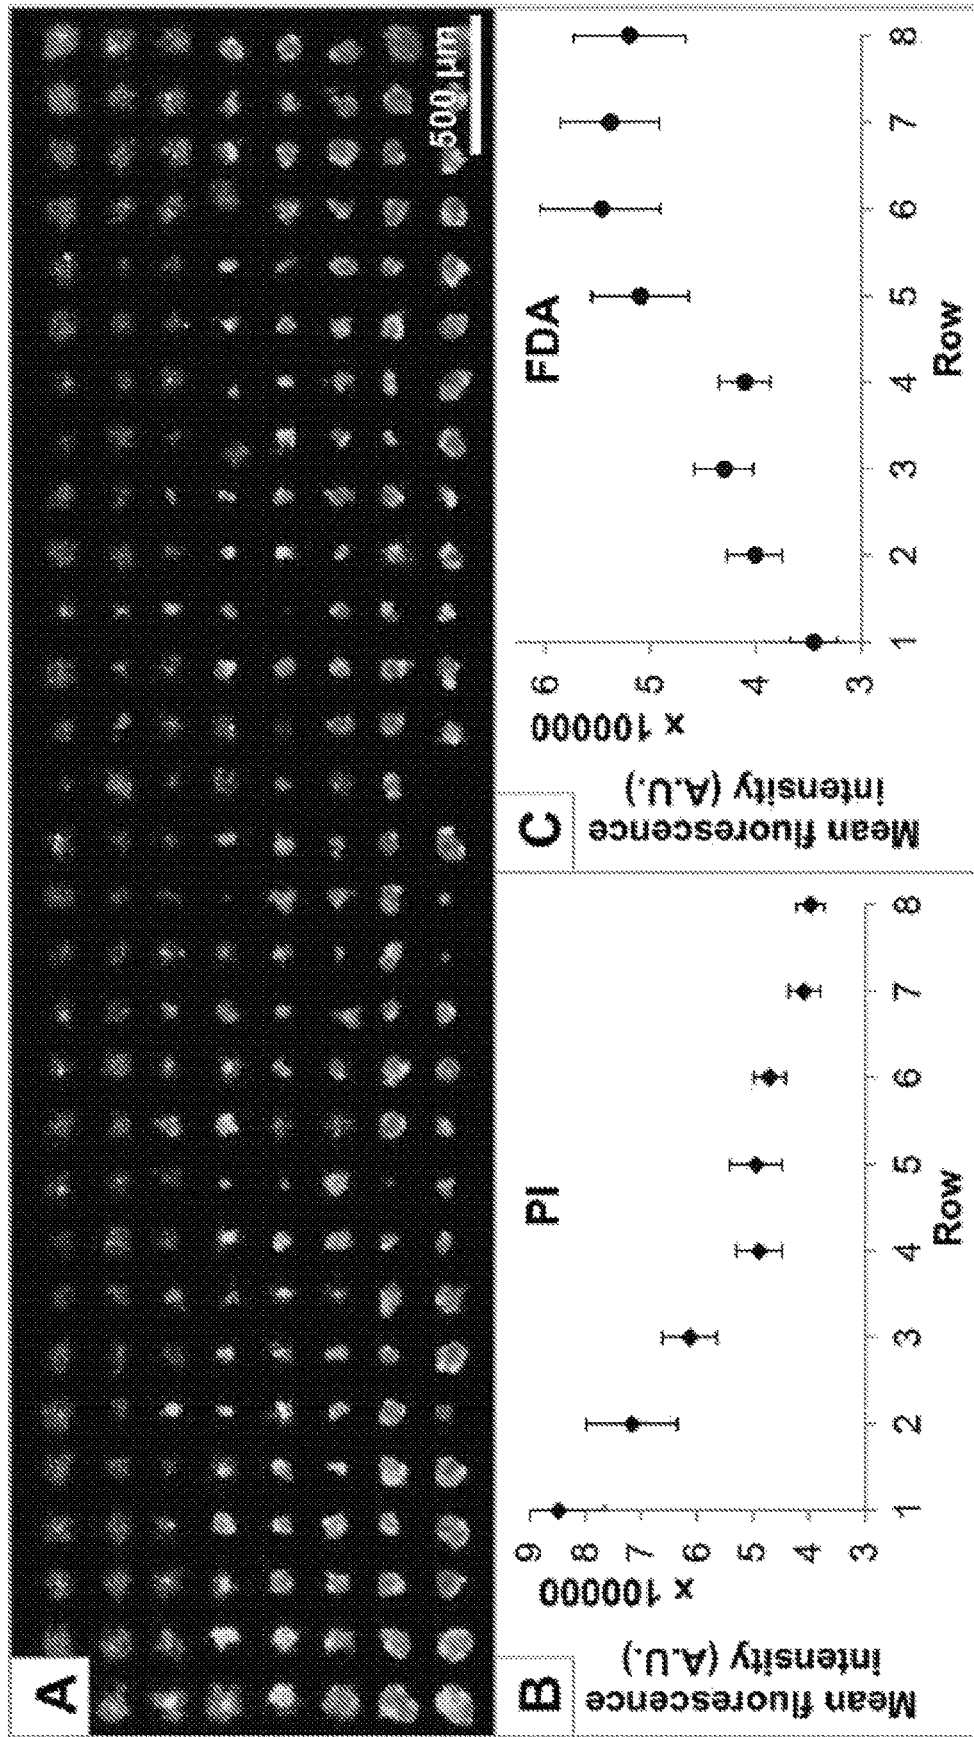 A
500 µm
B
Mean fluorescence
intensity (A.U.)
x 100000
9
8
7
6
5
4
3
PI
1 2 3 4 5 6 7 8
Row
C
Mean fluorescence
intensity (A.U.)
x 100000
6
5
4
3
FDA
1 2 3 4 5 6 7 8
Row